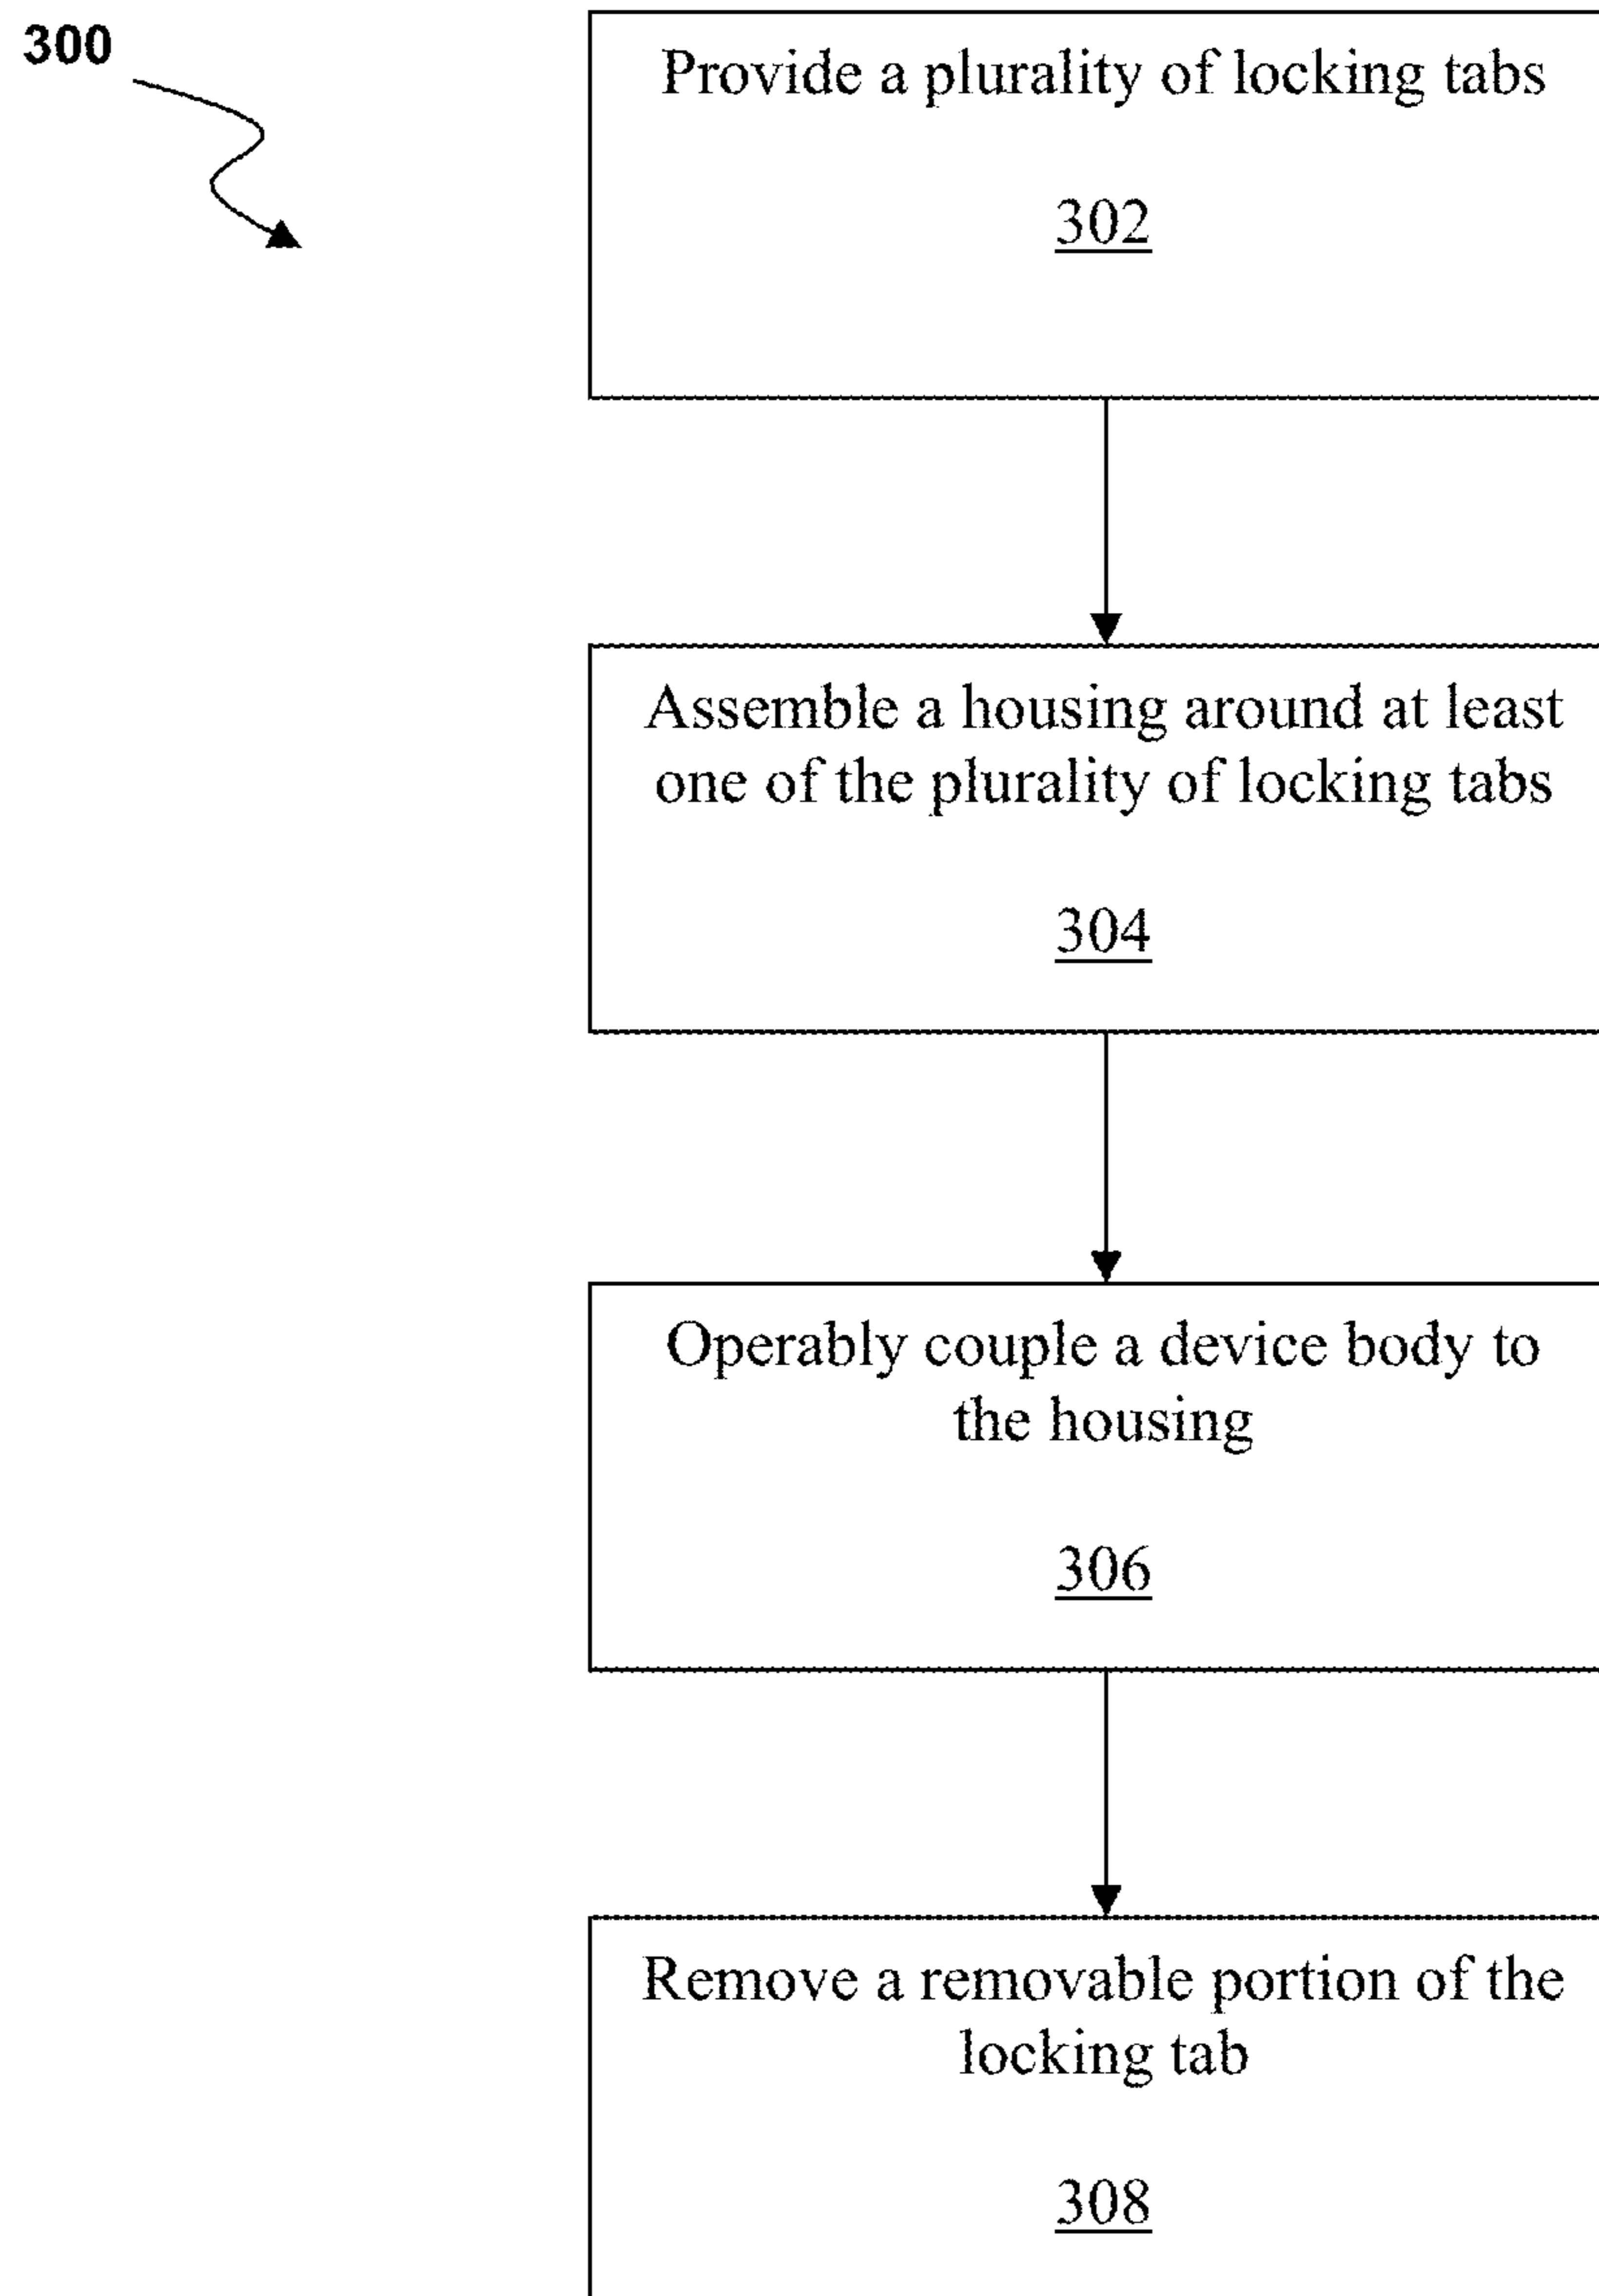 300
Provide a plurality of locking tabs
302
Assemble a housing around at least
one of the plurality of locking tabs
304
Operably couple a device body to
the housing
306
Remove a removable portion of the
locking tab
308